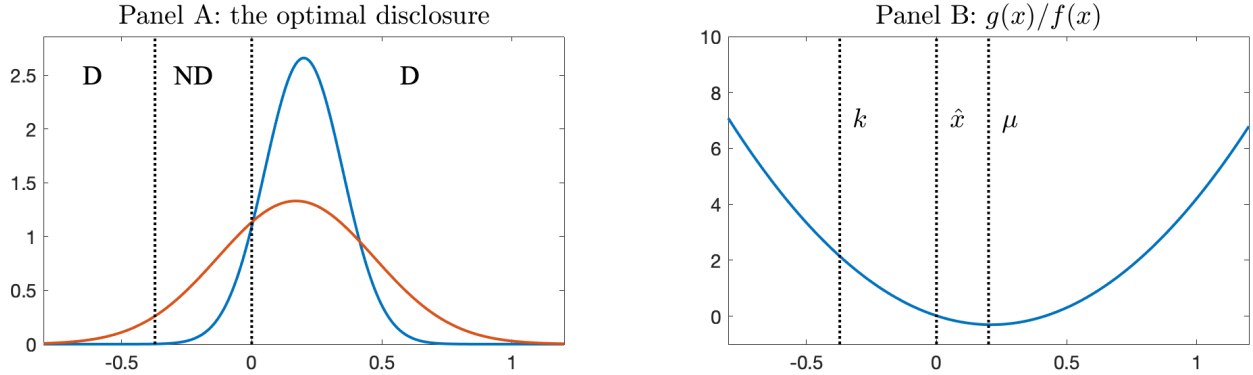 Panel A: the optimal disclosure
D ND D
2.5
2
1.5
1
0.5
0
-0.5 0 0.5 1
Panel B: g(x)/f(x)
10
8
6
4
2
0
k x̂ μ
-0.5 0 0.5 1